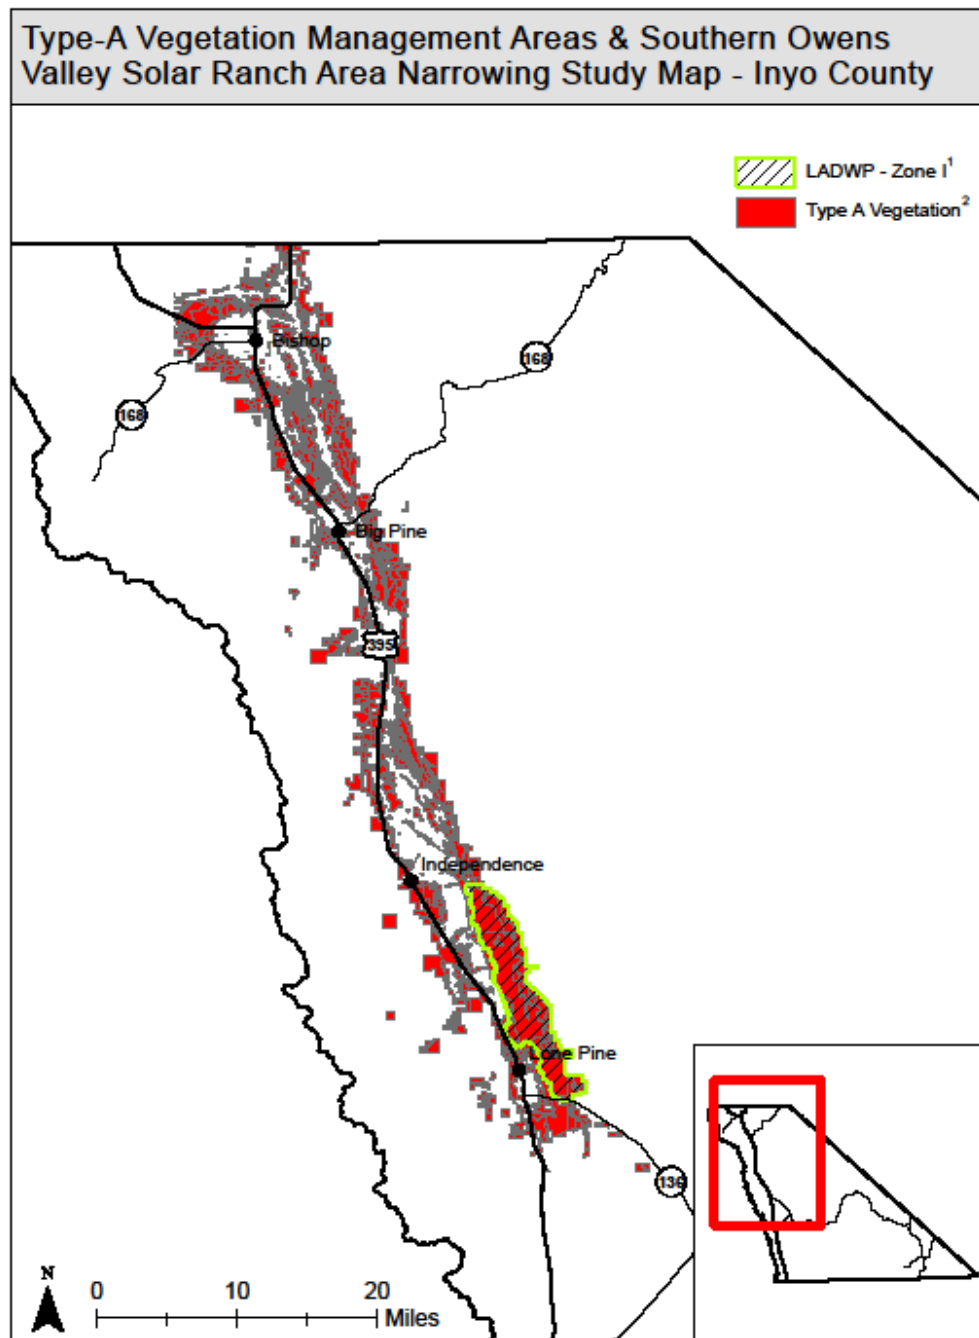 Type-A Vegetation Management Areas & Southern Owens
Valley Solar Ranch Area Narrowing Study Map - Inyo County
LADWP - Zone I¹
Type A Vegetation²
Bishop
168
168
Big Pine
395
Independence
Lone Pine
136
N
0 10 20
Miles